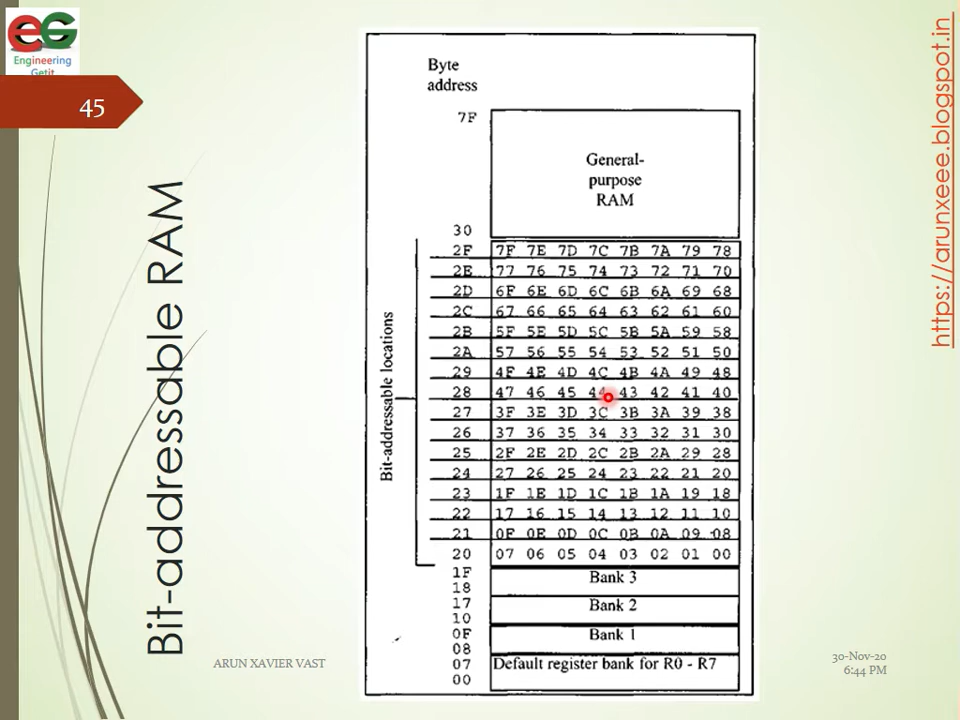 Engineering
Getit
45
Bit-addressable RAM
https://arunxeee.blogspot.in
Byte
address
7F
General-
purpose
RAM
30
Bit-addressable locations
2F 7F 7E 7D 7C 7B 7A 79 78
2E 77 76 75 74 73 72 71 70
2D 6F 6E 6D 6C 6B 6A 69 68
2C 67 66 65 64 63 62 61 60
2B 5F 5E 5D 5C 5B 5A 59 58
2A 57 56 55 54 53 52 51 50
29 4F 4E 4D 4C 4B 4A 49 48
28 47 46 45 44 43 42 41 40
27 3F 3E 3D 3C 3B 3A 39 38
26 37 36 35 34 33 32 31 30
25 2F 2E 2D 2C 2B 2A 29 28
24 27 26 25 24 23 22 21 20
23 1F 1E 1D 1C 1B 1A 19 18
22 17 16 15 14 13 12 11 10
21 0F 0E 0D 0C 0B 0A 09 08
20 07 06 05 04 03 02 01 00
1F Bank 3
18
17 Bank 2
10
0F Bank 1
08
07 Default register bank for R0 - R7
00
ARUN XAVIER VAST
30-Nov-20
6:44 PM